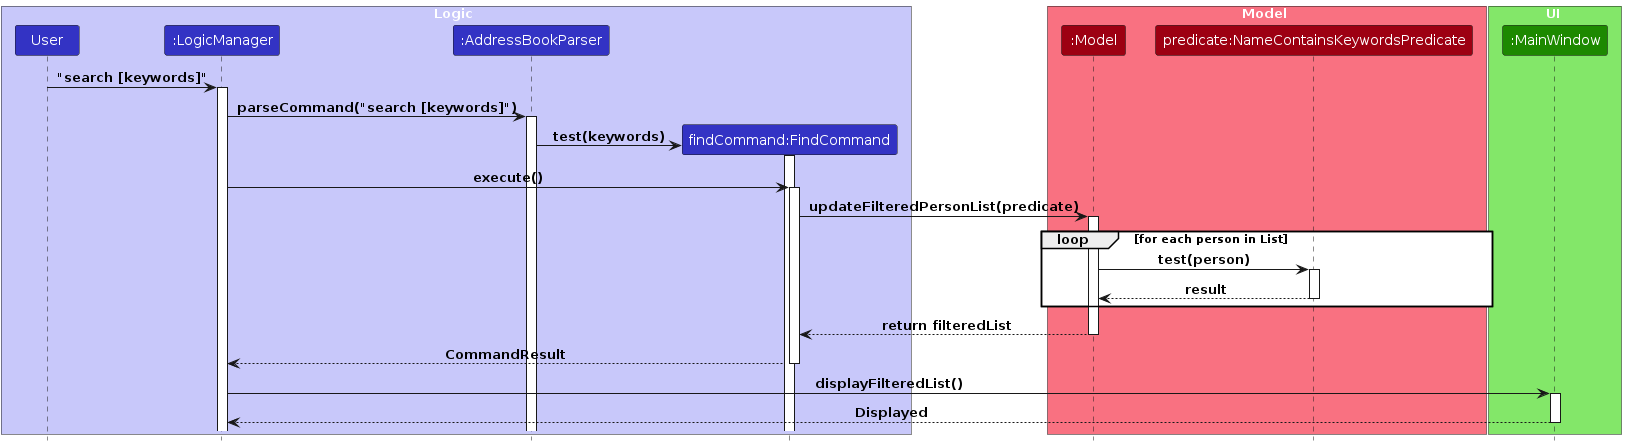 Logic
Model
UI
User
:LogicManager
:AddressBookParser
:Model
predicate:NameContainsKeywordsPredicate
:MainWindow
"search [keywords]"
parseCommand("search [keywords]")
test(keywords)
findCommand:FindCommand
execute()
updateFilteredPersonList(predicate)
loop
[for each person in List]
test(person)
result
return filteredList
CommandResult
displayFilteredList()
Displayed